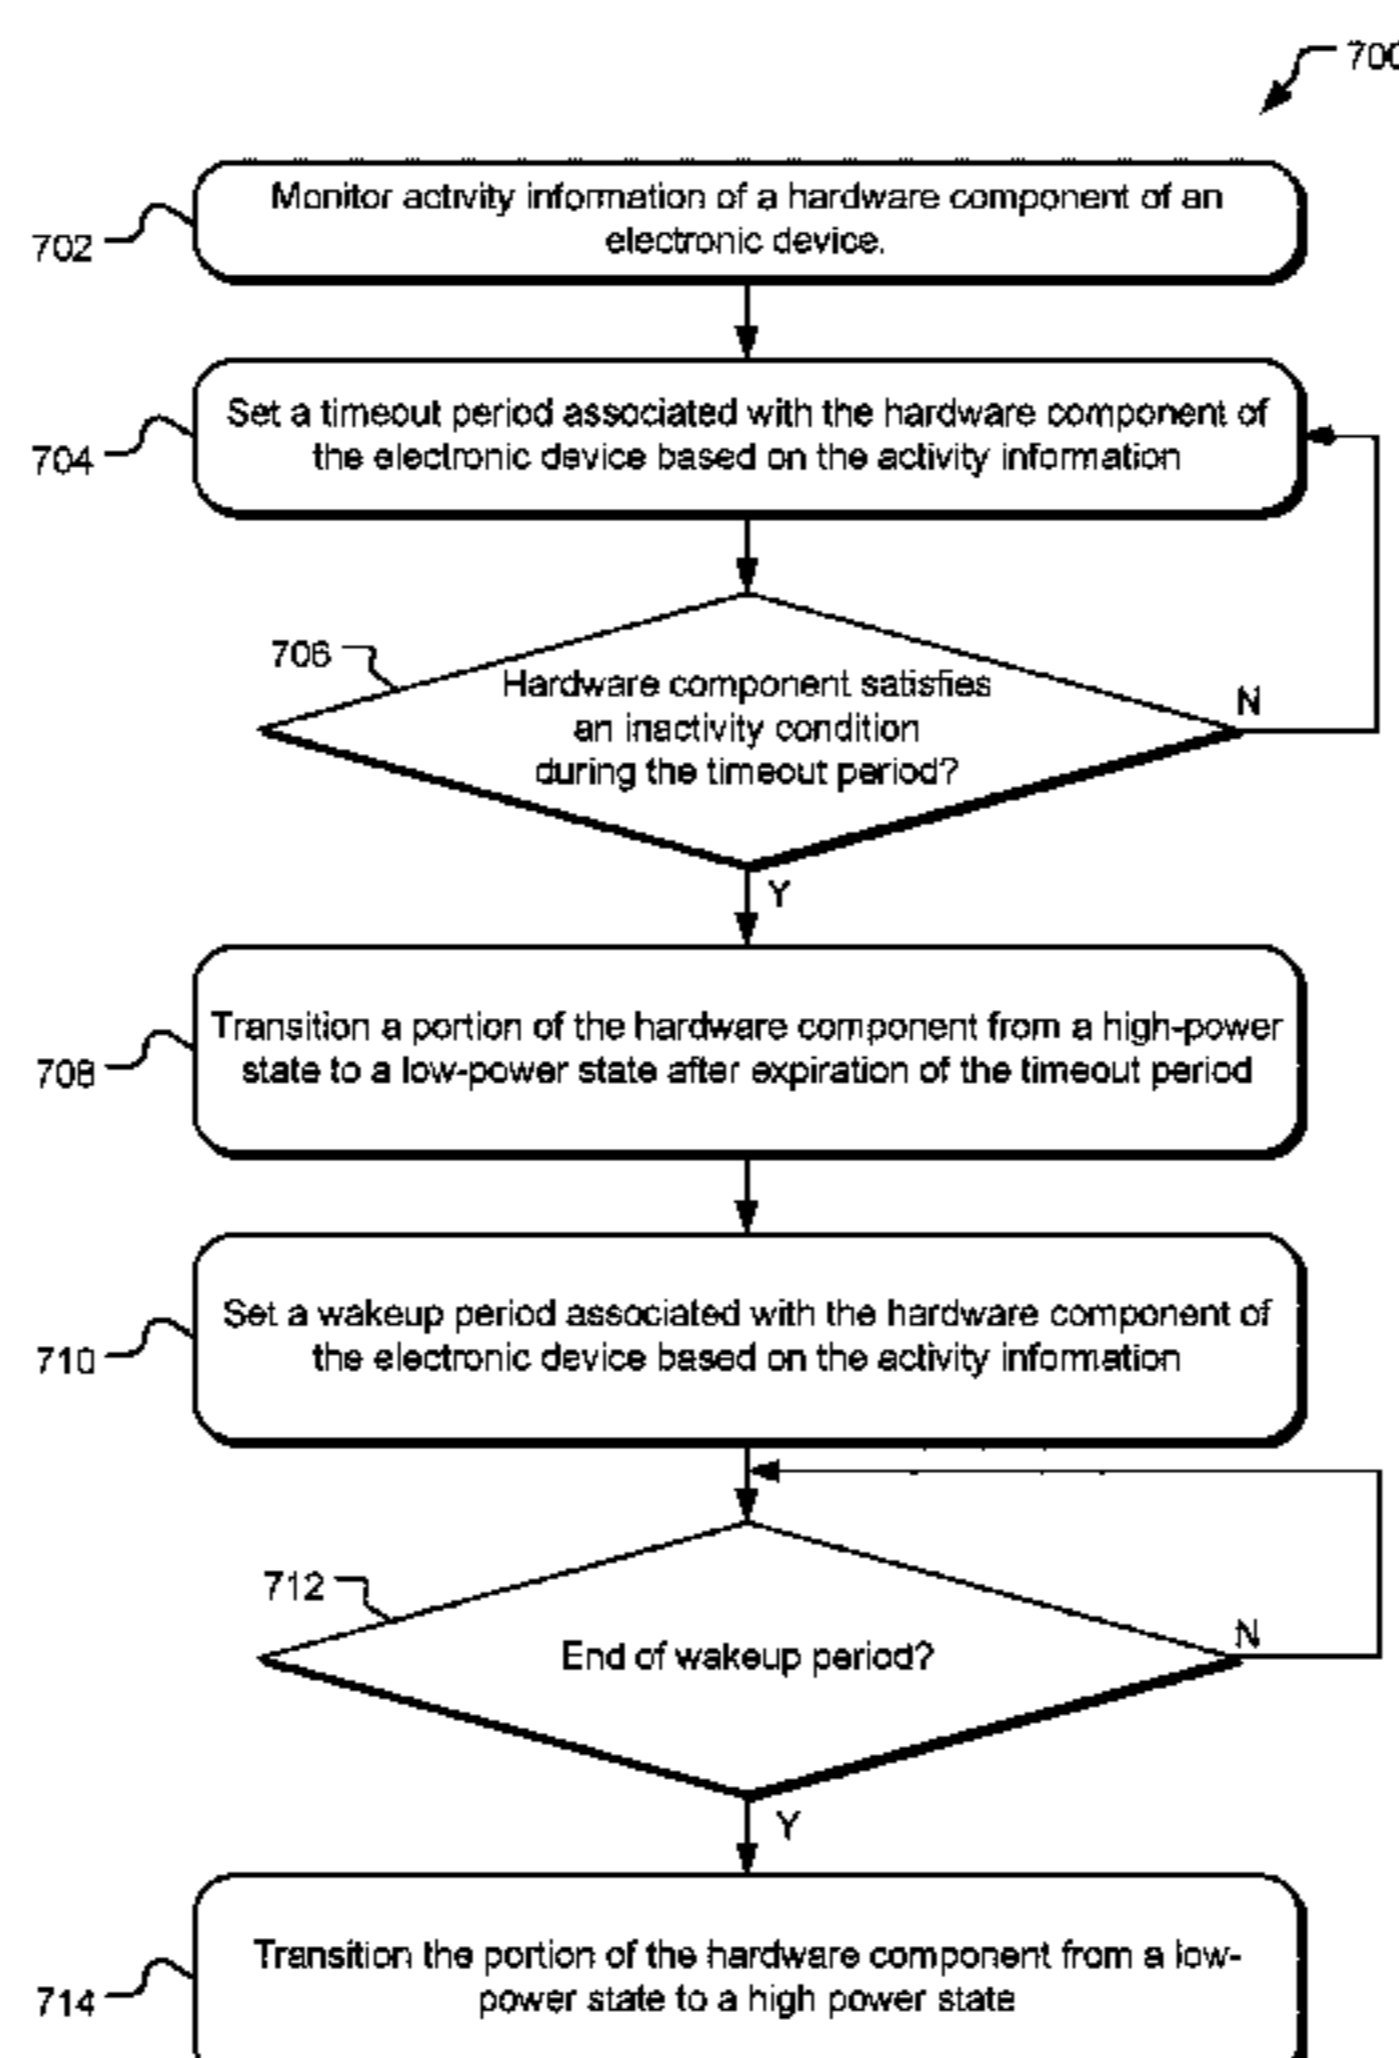 700
Monitor activity information of a hardware component of an
electronic device.
702
Set a timeout period associated with the hardware component of
the electronic device based on the activity information
704
706
Hardware component satisfies
an inactivity condition
during the timeout period?
N
Y
Transition a portion of the hardware component from a high-power
state to a low-power state after expiration of the timeout period
708
Set a wakeup period associated with the hardware component of
the electronic device based on the activity information
710
712
End of wakeup period?
N
Y
Transition the portion of the hardware component from a low-
power state to a high power state
714